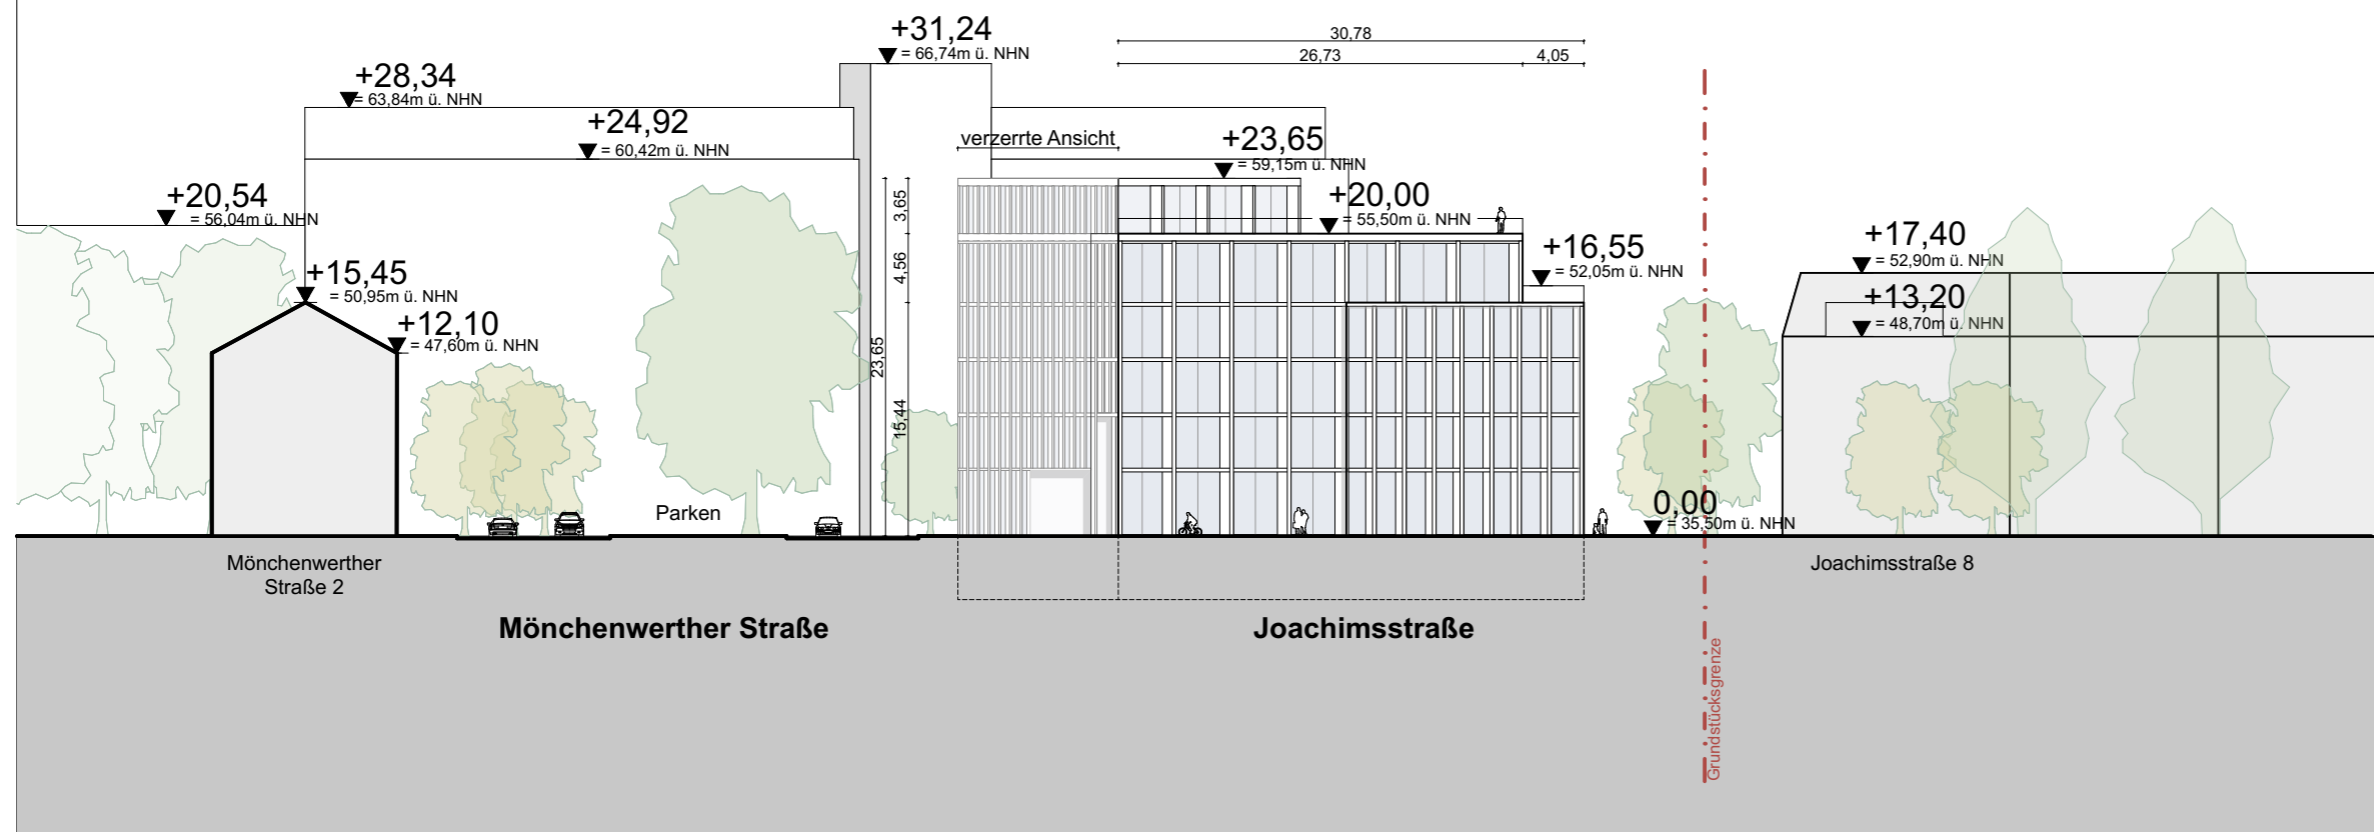 +31,24
= 66,74m ü. NHN
30,78
26,73
4,05
+28,34
= 63,84m ü. NHN
+24,92
= 60,42m ü. NHN
verzerrte Ansicht
+23,65
= 59,15m ü. NHN
+20,54
= 56,04m ü. NHN
3,65
+20,00
= 55,50m ü. NHN
+16,55
= 52,05m ü. NHN
+17,40
= 52,90m ü. NHN
+15,45
= 50,95m ü. NHN
4,56
+13,20
= 48,70m ü. NHN
+12,10
= 47,60m ü. NHN
23,65
15,44
Parken
0,00
= 35,50m ü. NHN
Mönchenwerther
Straße 2
Joachimsstraße 8
Mönchenwerther Straße
Joachimsstraße
Grundstücksgrenze